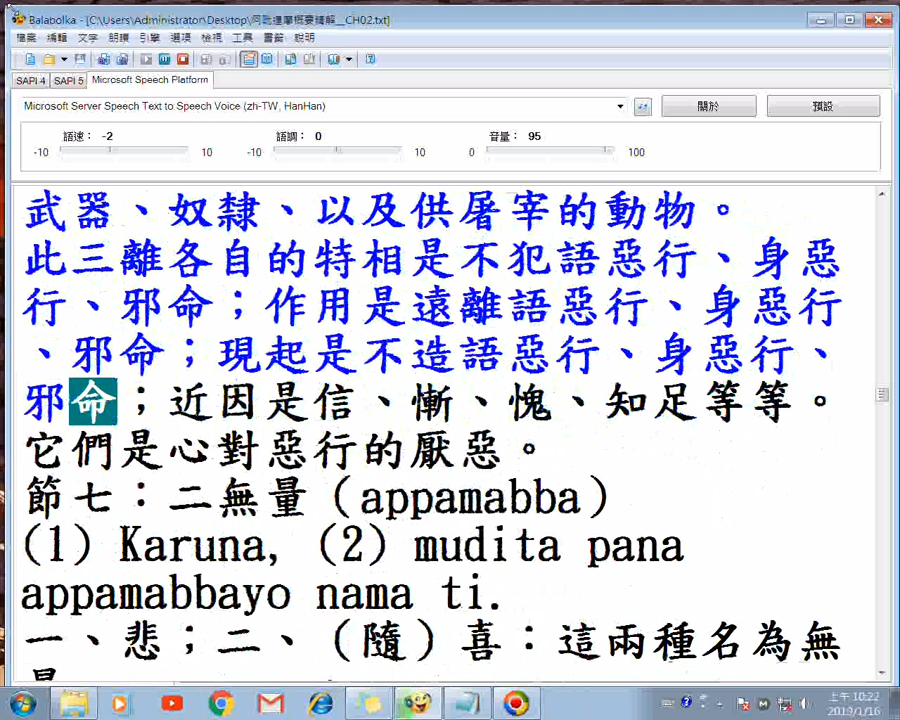 Balabolka - [C:\Users\Administrator\Desktop\阿毗達摩概要精解__CH02.txt]
檔案 編輯 文字 朗讀 引擎 選項 檢視 工具 書籤 說明
SAPI 4 SAPI 5 Microsoft Speech Platform
Microsoft Server Speech Text to Speech Voice (zh-TW, HanHan) 關於 預設
語速： -2 語調： 0 音量： 95
-10 10 -10 10 0 100
武器、奴隸、以及供屠宰的動物。
此三離各自的特相是不犯語惡行、身惡
行、邪命；作用是遠離語惡行、身惡行
、邪命；現起是不造語惡行、身惡行、
邪命；近因是信、慚、愧、知足等等。
它們是心對惡行的厭惡。
節七：二無量（appamabba）
(1) Karuna, (2) mudita pana
appamabbayo nama ti.
一、悲；二、（隨）喜：這兩種名為無
上午 10:22
2019/1/16